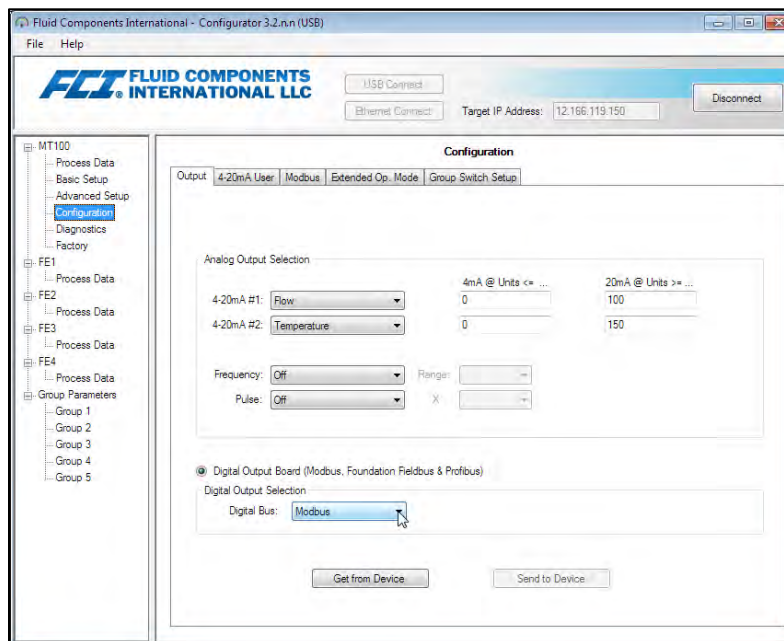 Fluid Components International - Configurator 3.2.n.n (USB)
File Help
FCI. FLUID COMPONENTS
INTERNATIONAL LLC
USB Connect
Ethernet Connect Target IP Address: 12.166.119.150
Disconnect
MT100
Process Data
Basic Setup
Advanced Setup
Configuration
Diagnostics
Factory
FE1
Process Data
FE2
Process Data
FE3
Process Data
FE4
Process Data
Group Parameters
Group 1
Group 2
Group 3
Group 4
Group 5
Configuration
Output 4-20mA User Modbus Extended Op. Mode Group Switch Setup
Analog Output Selection
4mA @ Units <= ... 20mA @ Units >= ...
4-20mA #1: Flow 0 100
4-20mA #2: Temperature 0 150
Frequency: Off Range:
Pulse: Off X
Digital Output Board (Modbus, Foundation Fieldbus & Profibus)
Digital Output Selection
Digital Bus: Modbus
Get from Device Send to Device